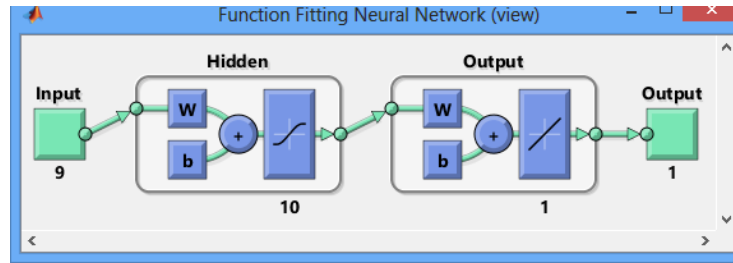 Function Fitting Neural Network (view)
Hidden
Output
Input
Output
W
b
+
W
b
+
9
10
1
1